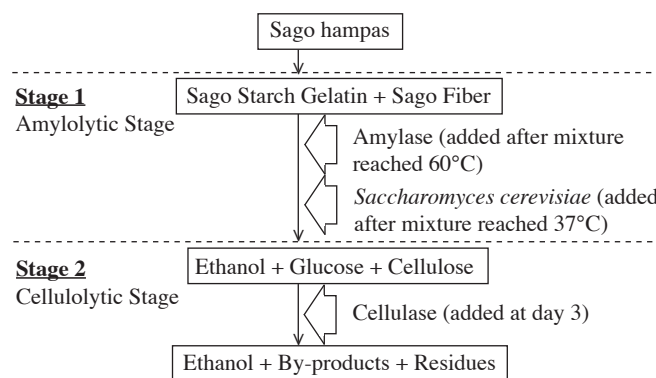 Sago hampas
Stage 1
Amylolytic Stage
Sago Starch Gelatin + Sago Fiber
Amylase (added after mixture
reached 60°C)
Saccharomyces cerevisiae (added
after mixture reached 37°C)
Stage 2
Cellulolytic Stage
Ethanol + Glucose + Cellulose
Cellulase (added at day 3)
Ethanol + By-products + Residues